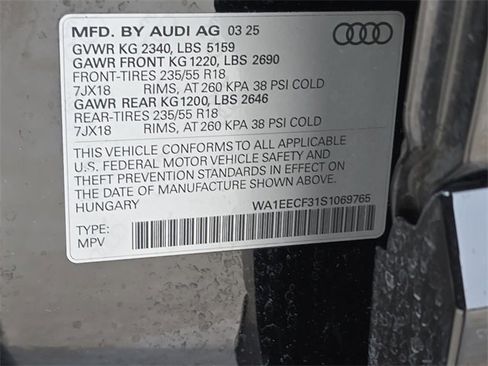 MFD. BY AUDI AG 03 25
GVWR KG 2340, LBS 5159
GAWR FRONT KG 1220, LBS 2690
FRONT-TIRES 235/55 R18
7JX18 RIMS, AT 260 KPA 38 PSI COLD
GAWR REAR KG1200, LBS 2646
REAR-TIRES 235/55 R18
7JX18 RIMS, AT 260 KPA 38 PSI COLD
THIS VEHICLE CONFORMS TO ALL APPLICABLE
U.S. FEDERAL MOTOR VEHICLE SAFETY AND
THEFT PREVENTION STANDARDS IN EFFECT ON
THE DATE OF MANUFACTURE SHOWN ABOVE.
HUNGARY WA1EECF31S1069765
TYPE:
MPV